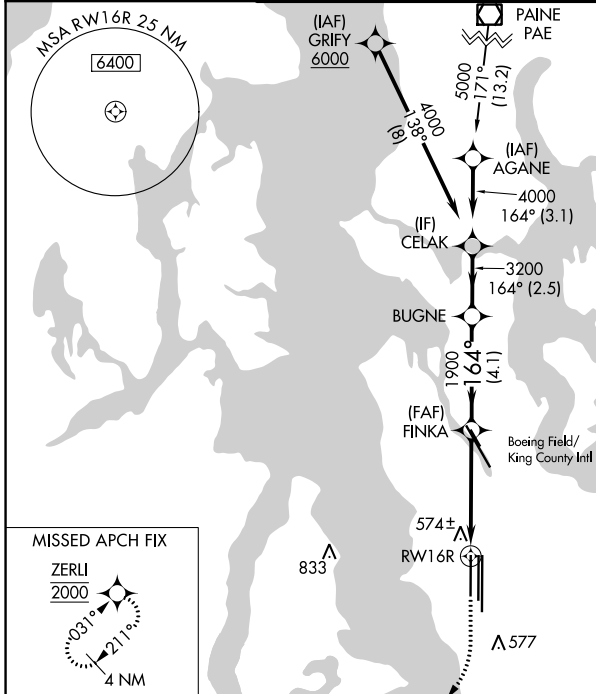 MSA RW16R 25 NM
6400
(IAF)
GRIFY
6000
PAINE
PAE
4000
138°
(8)
5000
171°
(13.2)
(IAF)
AGANE
4000
164° (3.1)
(IF)
CELAK
3200
164° (2.5)
BUGNE
1900
164°
(4.1)
(FAF)
FINKA
Boeing Field/
King County Intl
574±
RW16R
833
577
MISSED APCH FIX
ZERLI
2000
031°
211°
4 NM